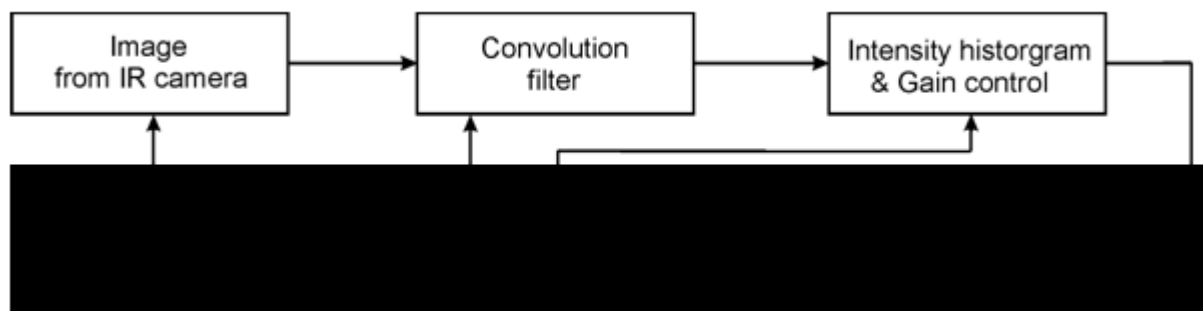 Image
from IR camera
Convolution
filter
Intensity historgram
& Gain control